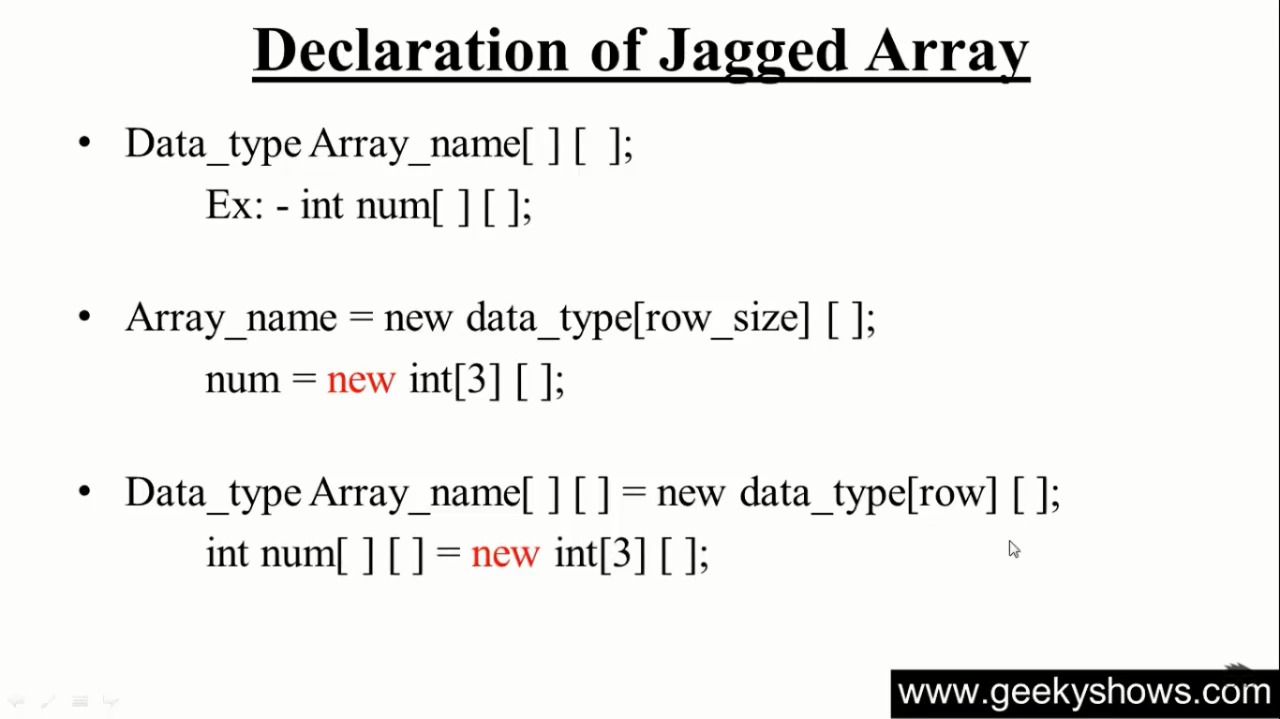 Declaration of Jagged Array
• Data_type Array_name[ ] [  ];
Ex: - int num[ ] [ ];
• Array_name = new data_type[row_size] [ ];
num = new int[3] [ ];
• Data_type Array_name[ ] [ ] = new data_type[row] [ ];
int num[ ] [ ] = new int[3] [ ];
www.geekyshows.com